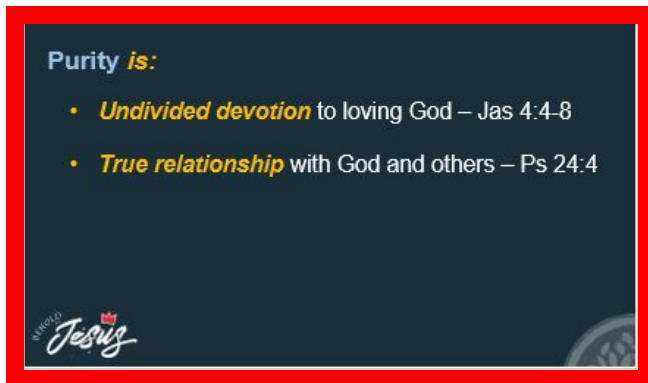 Purity is:
• Undivided devotion to loving God – Jas 4:4-8
• True relationship with God and others – Ps 24:4
BEHOLD
Jesus